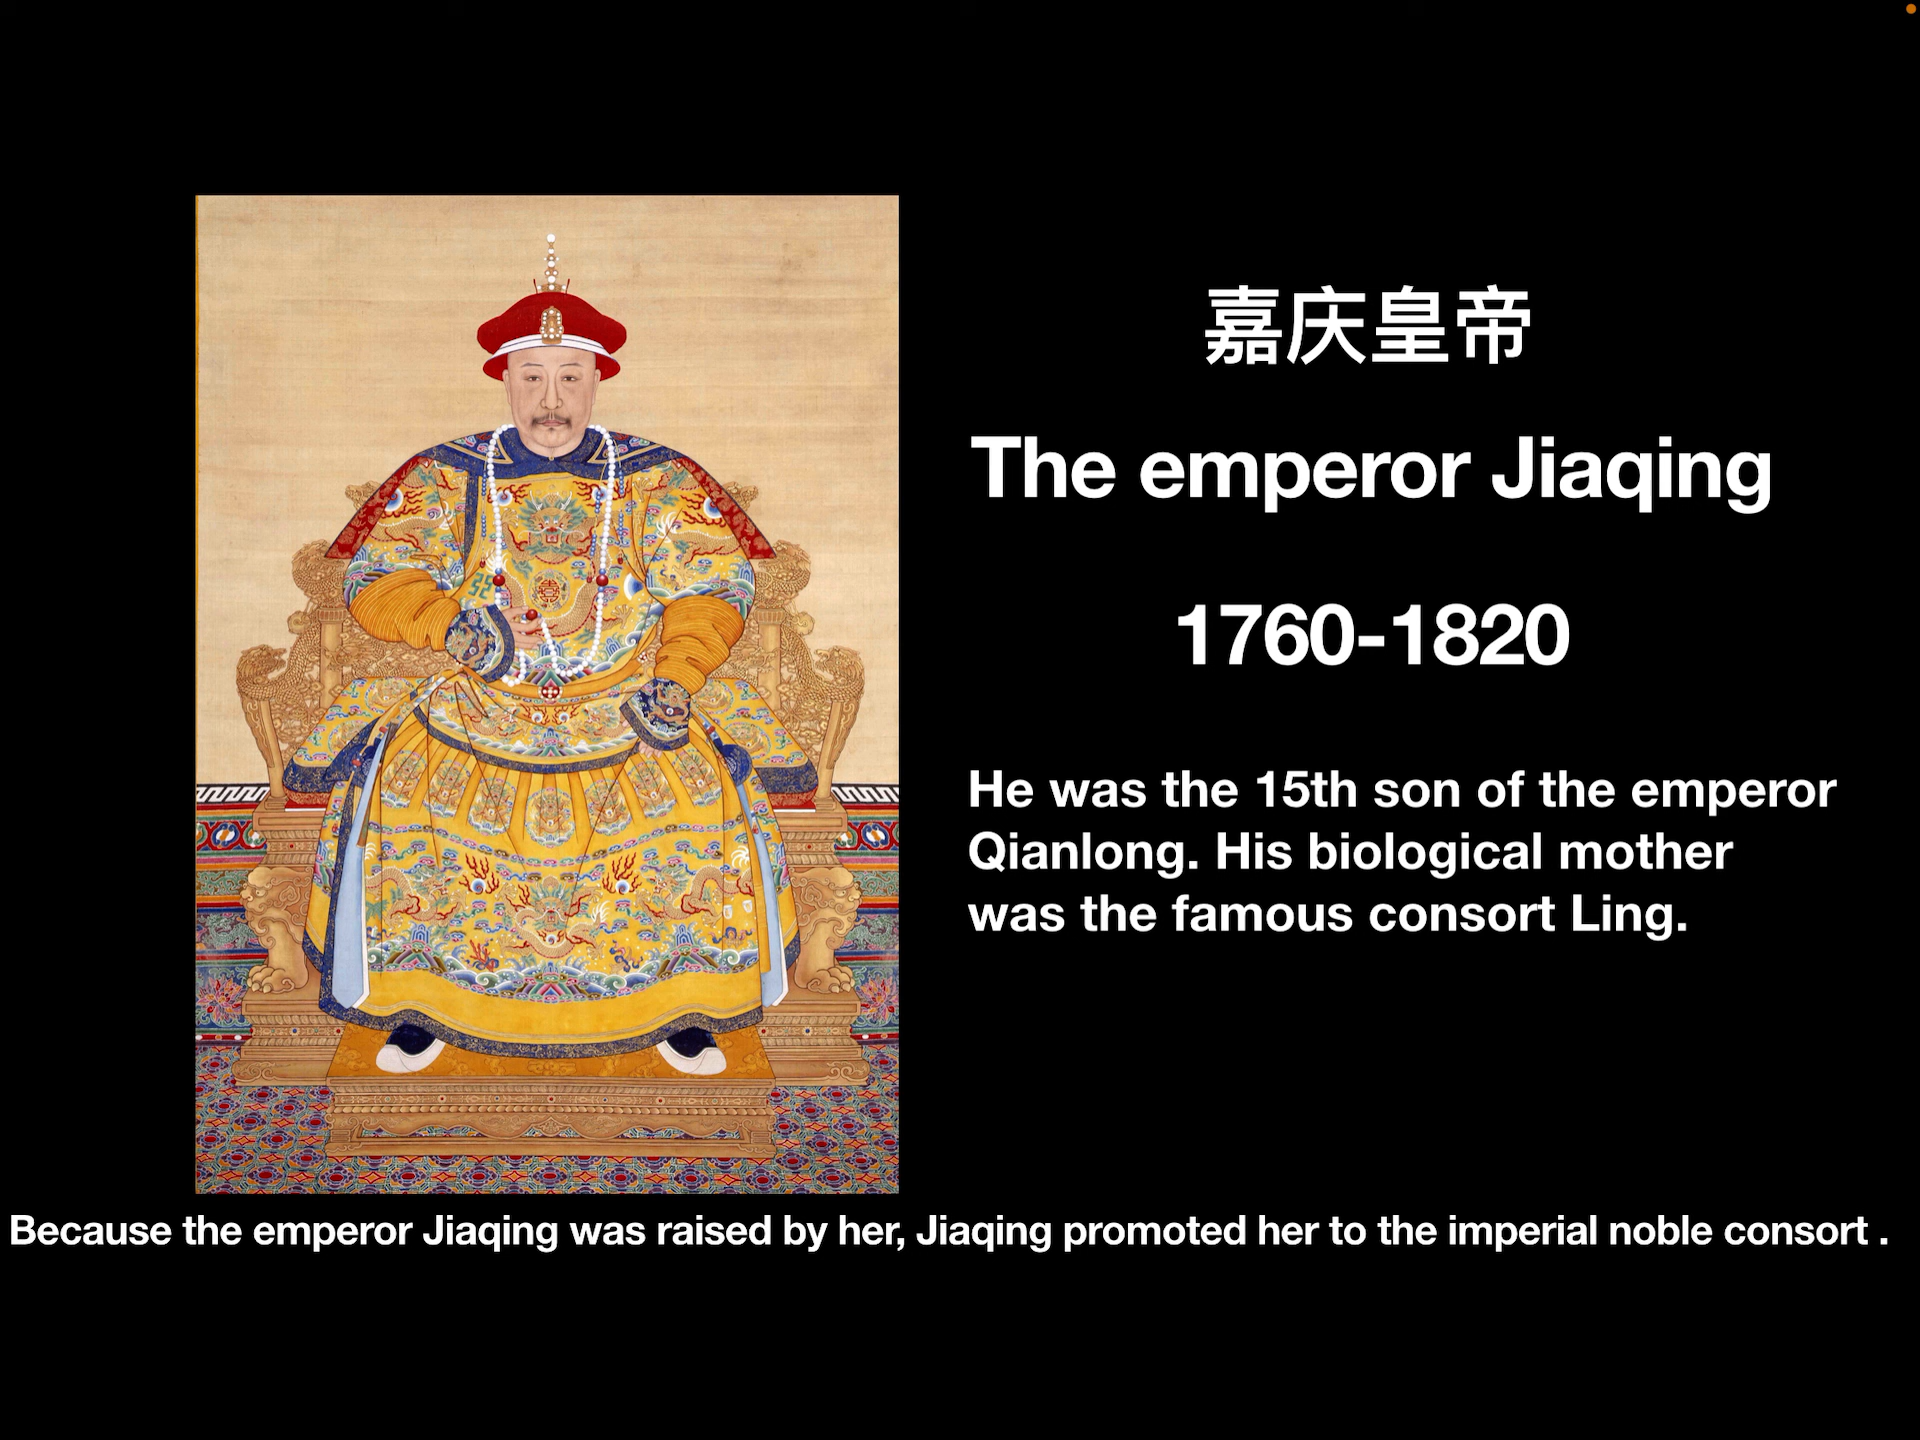 嘉庆皇帝
The emperor Jiaqing
1760-1820
He was the 15th son of the emperor
Qianlong. His biological mother
was the famous consort Ling.
Because the emperor Jiaqing was raised by her, Jiaqing promoted her to the imperial noble consort .